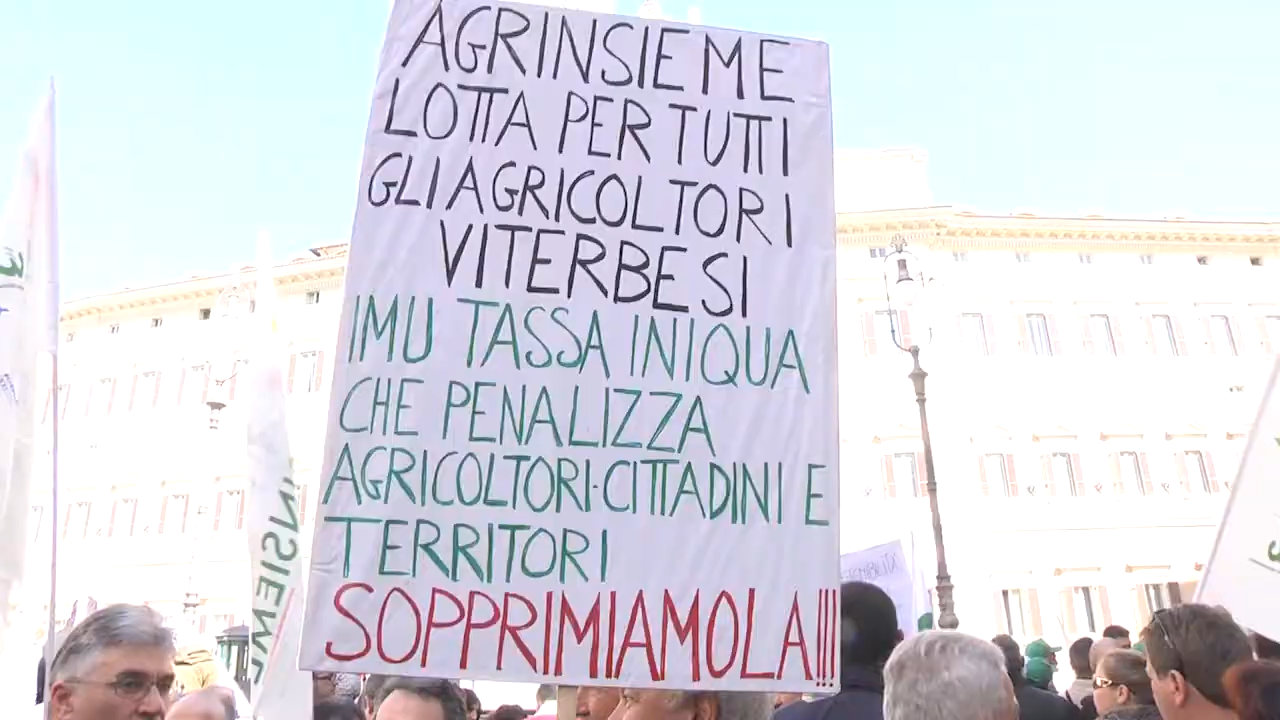 AGRINSIEME
LOTTA PER TUTTI
GLI AGRICOLTORI
VITERBESI
IMU TASSA INIQUA
CHE PENALIZZA
AGRICOLTORI·CITTADINI E
TERRITORI
SOPPRIMIAMOLA!!!